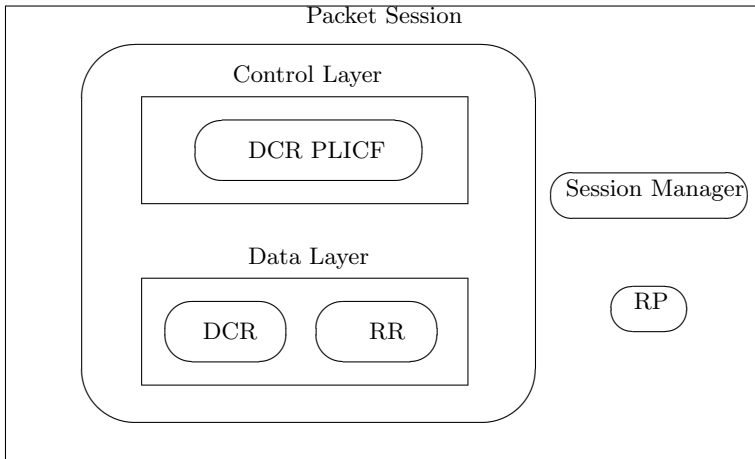 Packet Session
Control Layer
DCR PLICF
Session Manager
Data Layer
DCR
RR
RP